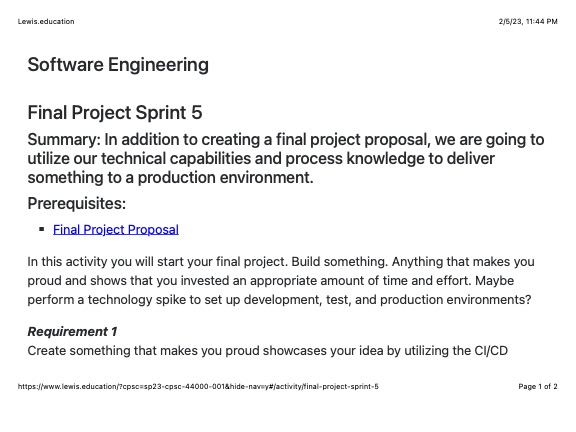 Lewis.education 2/5/23, 11:44 PM
Software Engineering
Final Project Sprint 5
Summary: In addition to creating a final project proposal, we are going to
utilize our technical capabilities and process knowledge to deliver
something to a production environment.
Prerequisites:
▪ Final Project Proposal
In this activity you will start your final project. Build something. Anything that makes you
proud and shows that you invested an appropriate amount of time and effort. Maybe
perform a technology spike to set up development, test, and production environments?
Requirement 1
Create something that makes you proud showcases your idea by utilizing the CI/CD
https://www.lewis.education/?cpsc=sp23-cpsc-44000-001&hide-nav=y#/activity/final-project-sprint-5 Page 1 of 2